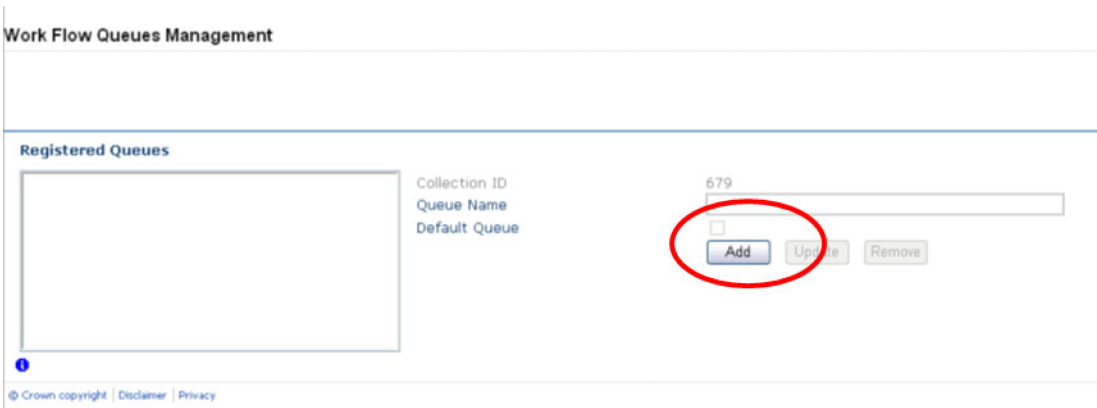 Work Flow Queues Management
Registered Queues
Collection ID 679
Queue Name
Default Queue
Add Update Remove
© Crown copyright | Disclaimer | Privacy